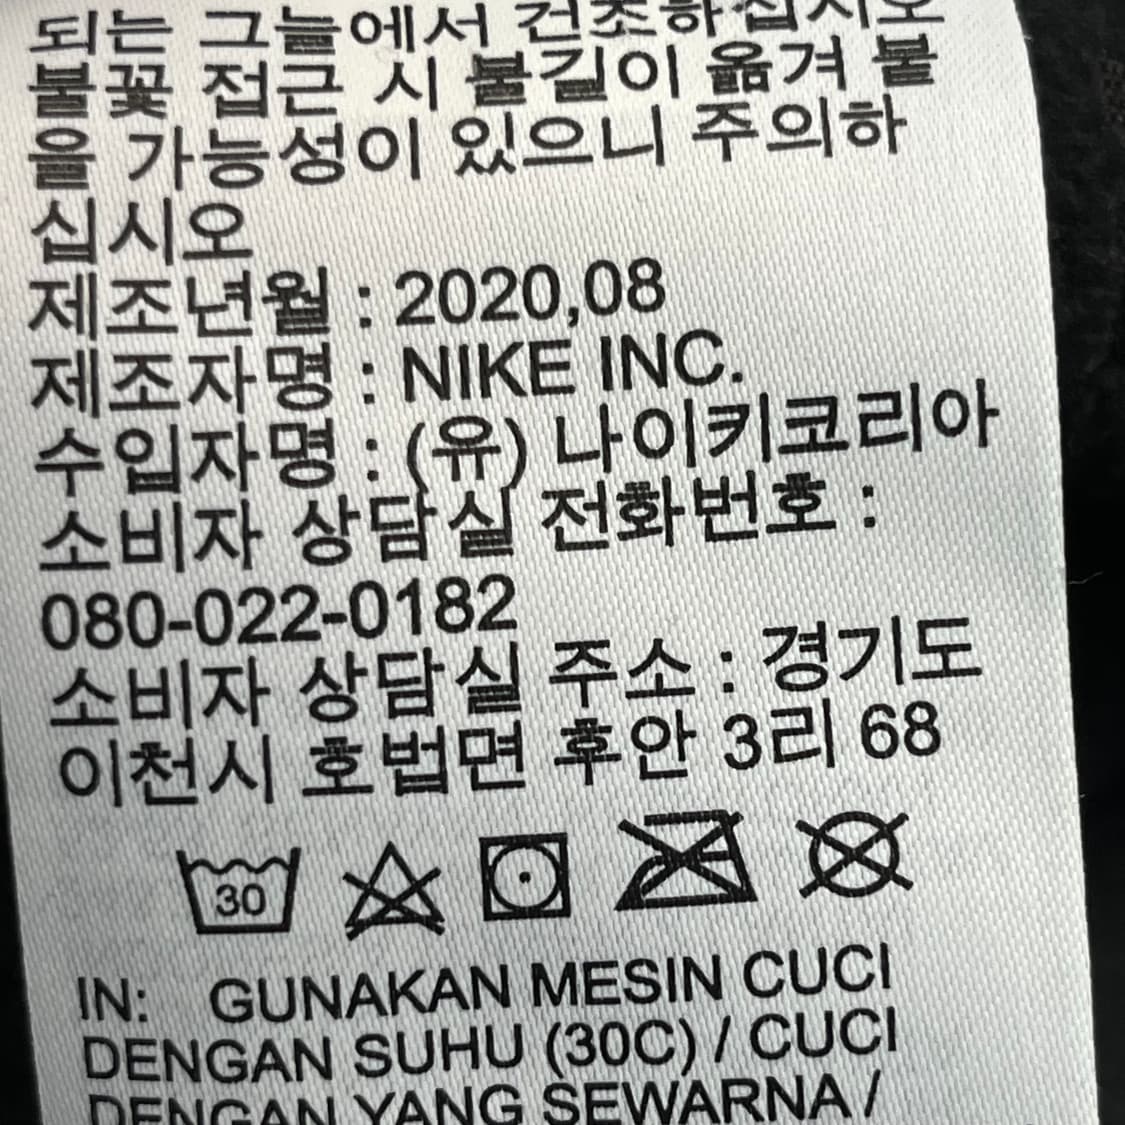 되는 그늘에서 건조하십시오
불꽃 접근 시 불길이 옮겨 붙
을 가능성이 있으니 주의하
십시오
제조년월 : 2020,08
제조자명 : NIKE INC.
수입자명 : (유) 나이키코리아
소비자 상담실 전화번호 :
080-022-0182
소비자 상담실 주소 : 경기도
이천시 호법면 후안 3리 68
30
IN: GUNAKAN MESIN CUCI
DENGAN SUHU (30C) / CUCI
DENGAN YANG SEWARNA /